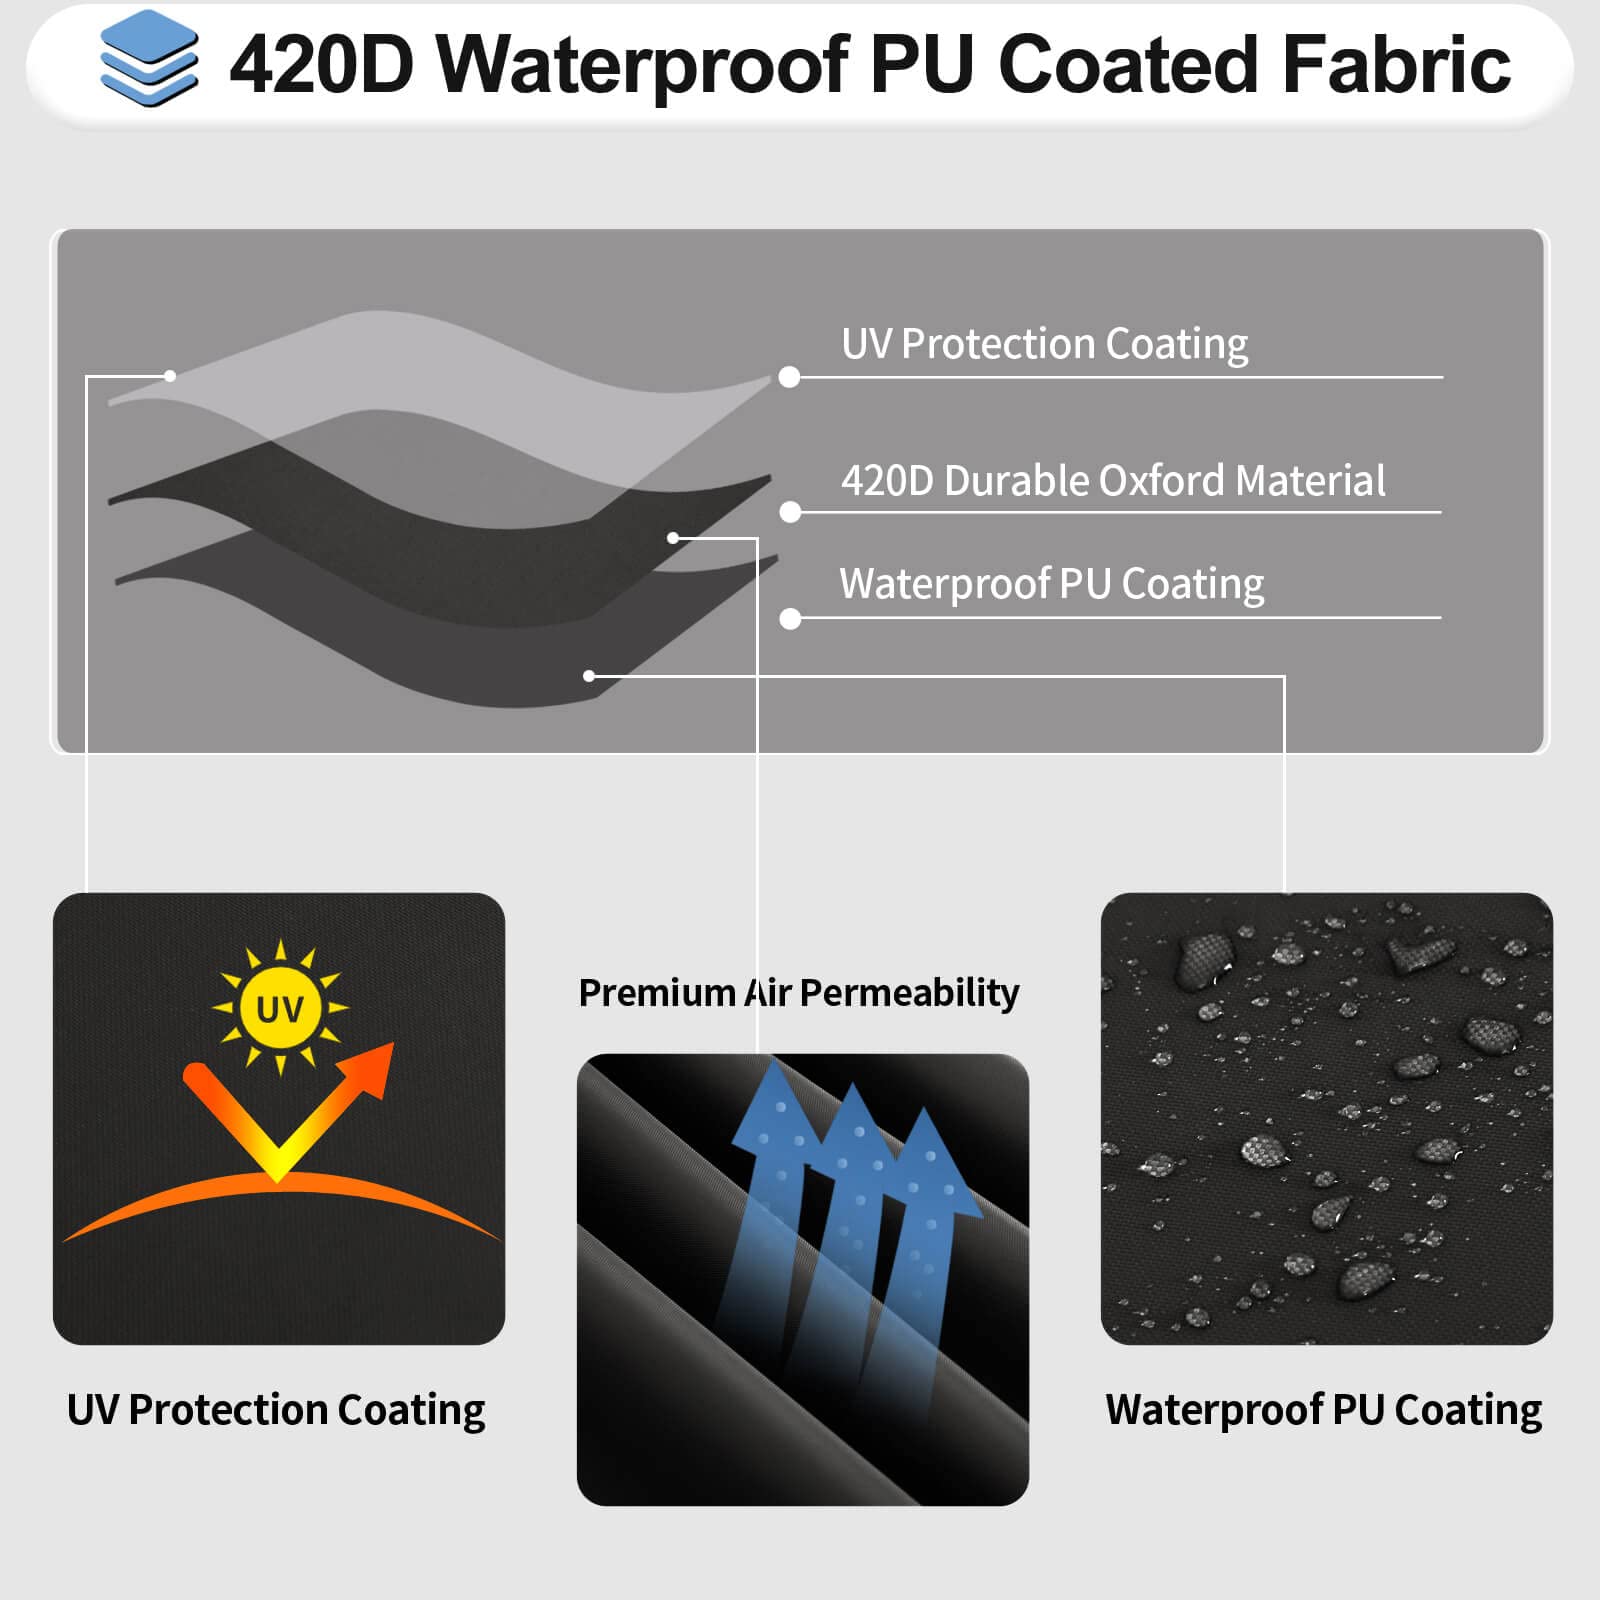 420D Waterproof PU Coated Fabric
UV Protection Coating
420D Durable Oxford Material
Waterproof PU Coating
UV
Premium Air Permeability
UV Protection Coating
Waterproof PU Coating